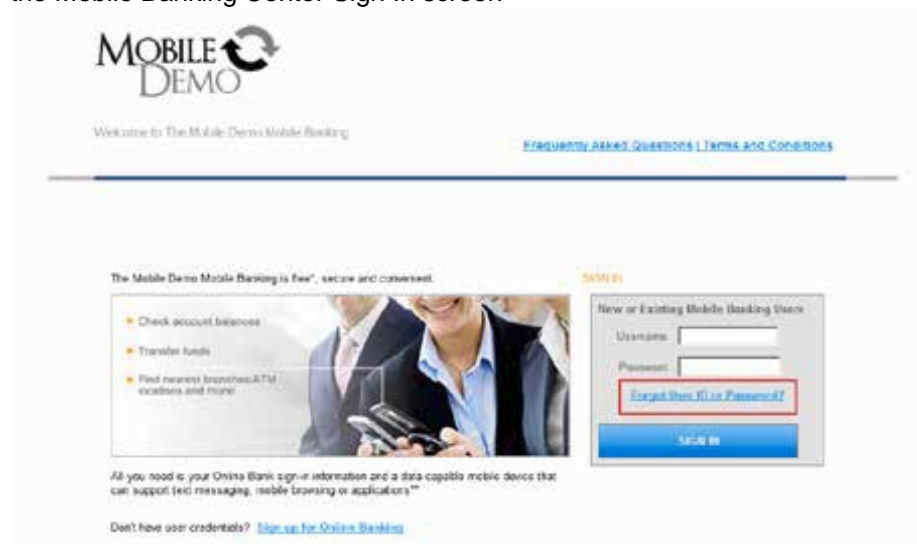 the Mobile Banking Center Sign In screen
MOBILE
DEMO
Welcome to The Mobile Demo Mobile Banking
Frequently Asked Questions | Terms and Conditions
The Mobile Demo Mobile Banking is free*, secure and convenient.
SIGN IN
Check account balances
Transfer funds
Find nearest branches/ATM
locations and more!
New or Existing Mobile Banking Users
Username
Password
Forgot User ID or Password?
SIGN IN
All you need is your Online Bank sign-in information and a data capable mobile device that
can support text messaging, mobile browsing or applications**
Don't have user credentials? Sign up for Online Banking